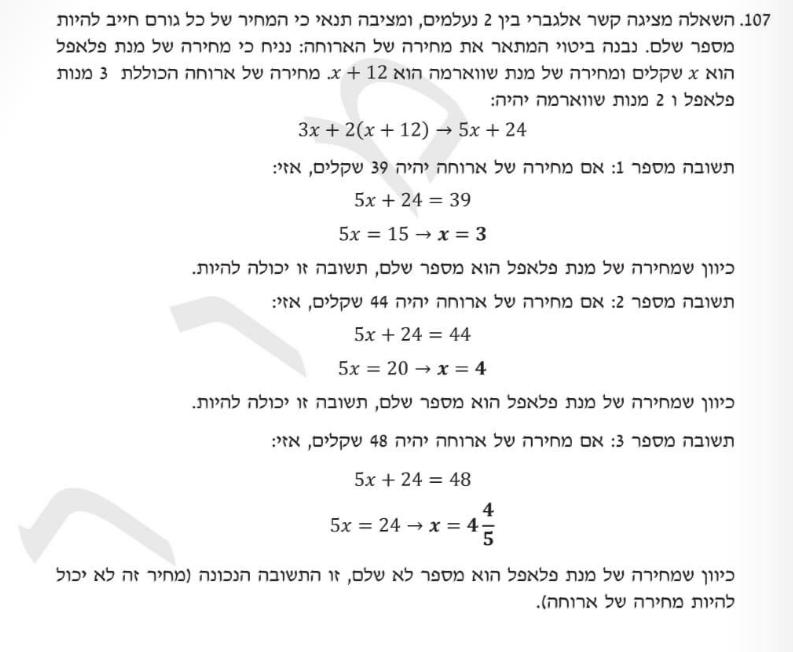 107. השאלה מציגה קשר אלגברי בין 2 נעלמים, ומציבה תנאי כי המחיר של כל גורם חייב להיות
מספר שלם. נבנה ביטוי המתאר את מחירה של הארוחה: נניח כי מחירה של מנת פלאפל
הוא x שקלים ומחירה של מנת שווארמה הוא x + 12. מחירה של ארוחה הכוללת 3 מנות
פלאפל ו 2 מנות שווארמה יהיה:
3x + 2(x + 12) → 5x + 24
תשובה מספר 1: אם מחירה של ארוחה יהיה 39 שקלים, אזי:
5x + 24 = 39
5x = 15 → x = 3
כיוון שמחירה של מנת פלאפל הוא מספר שלם, תשובה זו יכולה להיות.
תשובה מספר 2: אם מחירה של ארוחה יהיה 44 שקלים, אזי:
5x + 24 = 44
5x = 20 → x = 4
כיוון שמחירה של מנת פלאפל הוא מספר שלם, תשובה זו יכולה להיות.
תשובה מספר 3: אם מחירה של ארוחה יהיה 48 שקלים, אזי:
5x + 24 = 48
5x = 24 → x = 4 4/5
כיוון שמחירה של מנת פלאפל הוא מספר לא שלם, זו התשובה הנכונה (מחיר זה לא יכול
להיות מחירה של ארוחה).